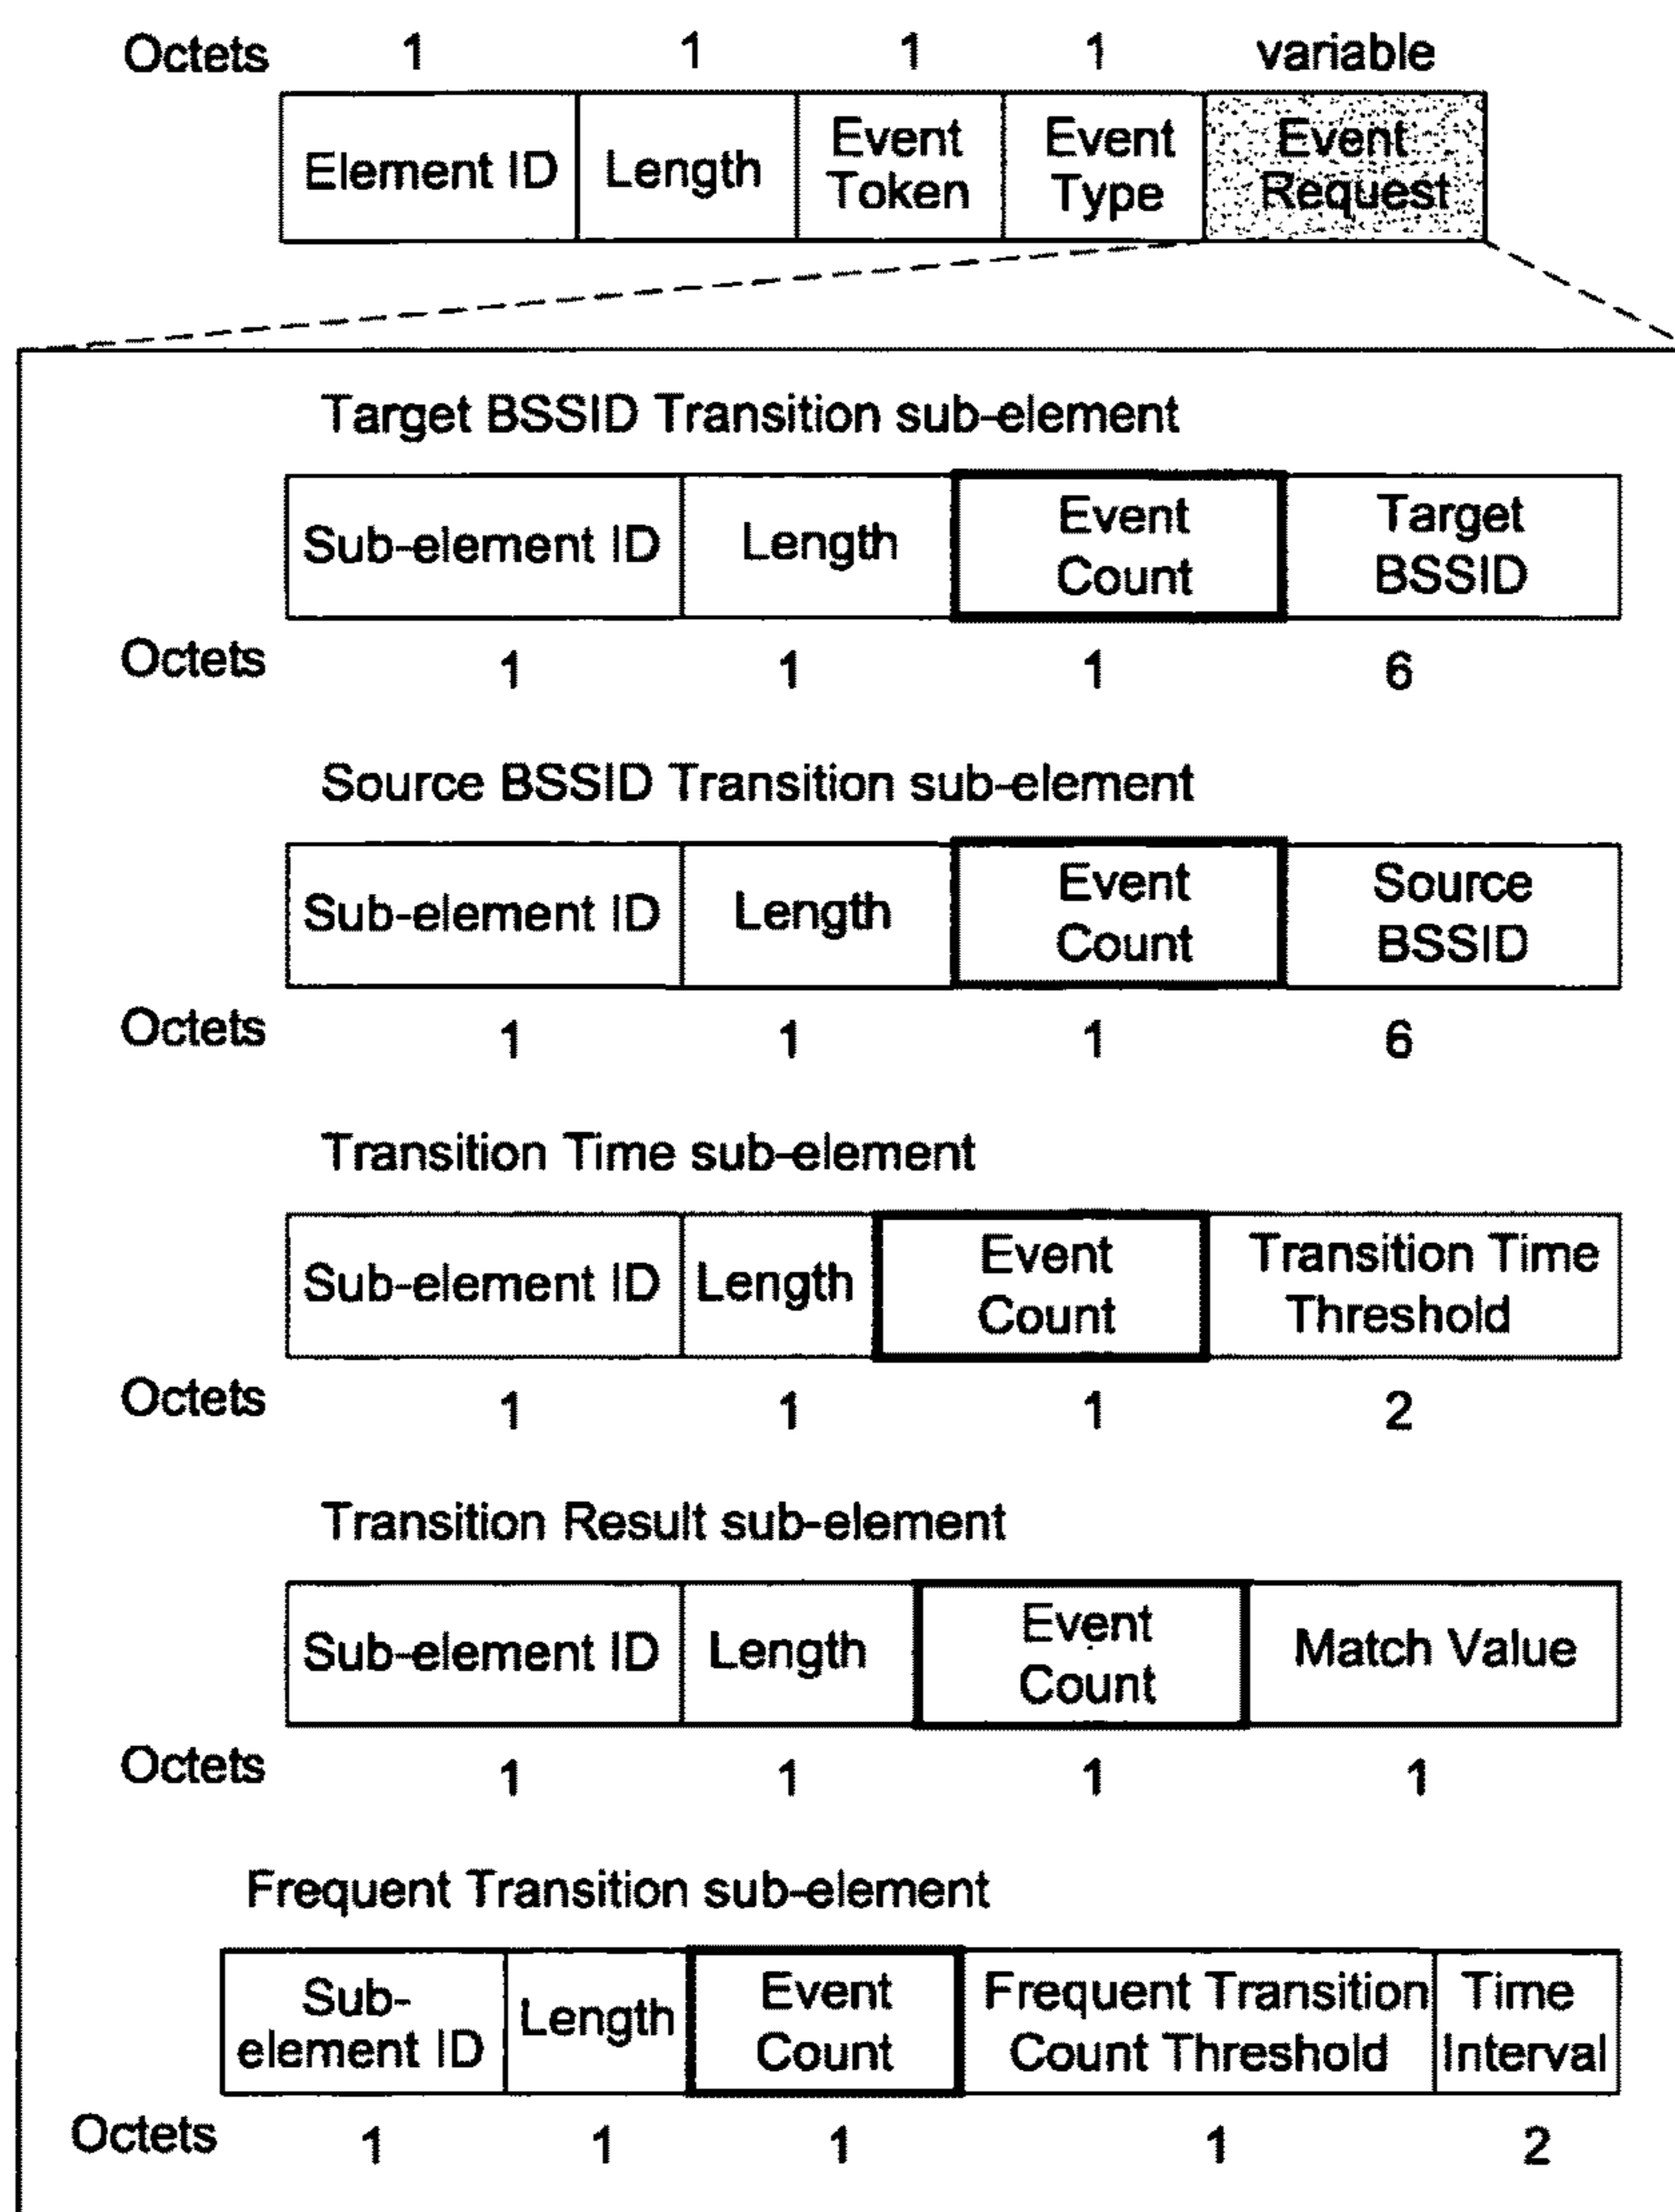 Octets 1 1 1 1 variable
Element ID Length Event Token Event Type Event Request
Target BSSID Transition sub-element
Sub-element ID Length Event Count Target BSSID
Octets 1 1 1 6
Source BSSID Transition sub-element
Sub-element ID Length Event Count Source BSSID
Octets 1 1 1 6
Transition Time sub-element
Sub-element ID Length Event Count Transition Time Threshold
Octets 1 1 1 2
Transition Result sub-element
Sub-element ID Length Event Count Match Value
Octets 1 1 1 1
Frequent Transition sub-element
Sub-element ID Length Event Count Frequent Transition Count Threshold Time Interval
Octets 1 1 1 1 2